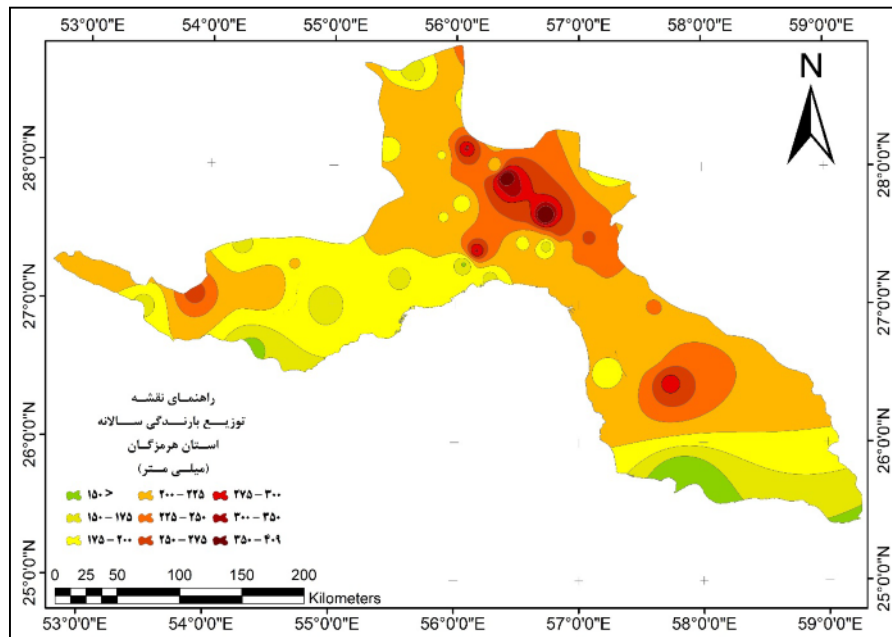 53°0'0"E 54°0'0"E 55°0'0"E 56°0'0"E 57°0'0"E 58°0'0"E 59°0'0"E
N
28°0'0"N 28°0'0"N
27°0'0"N 27°0'0"N
26°0'0"N 26°0'0"N
25°0'0"N 25°0'0"N
راهنمای نقشه
توزیع بارندگی سالانه
استان هرمزگان
(میلی متر)
۱۵۰ > ۲۰۰ – ۲۲۵ ۲۷۵ – ۳۰۰
۱۵۰ – ۱۷۵ ۲۲۵ – ۲۵۰ ۳۰۰ – ۳۵۰
۱۷۵ – ۲۰۰ ۲۵۰ – ۲۷۵ ۳۵۰ – ۴۰۹
0 25 50 100 150 200
Kilometers
53°0'0"E 54°0'0"E 55°0'0"E 56°0'0"E 57°0'0"E 58°0'0"E 59°0'0"E